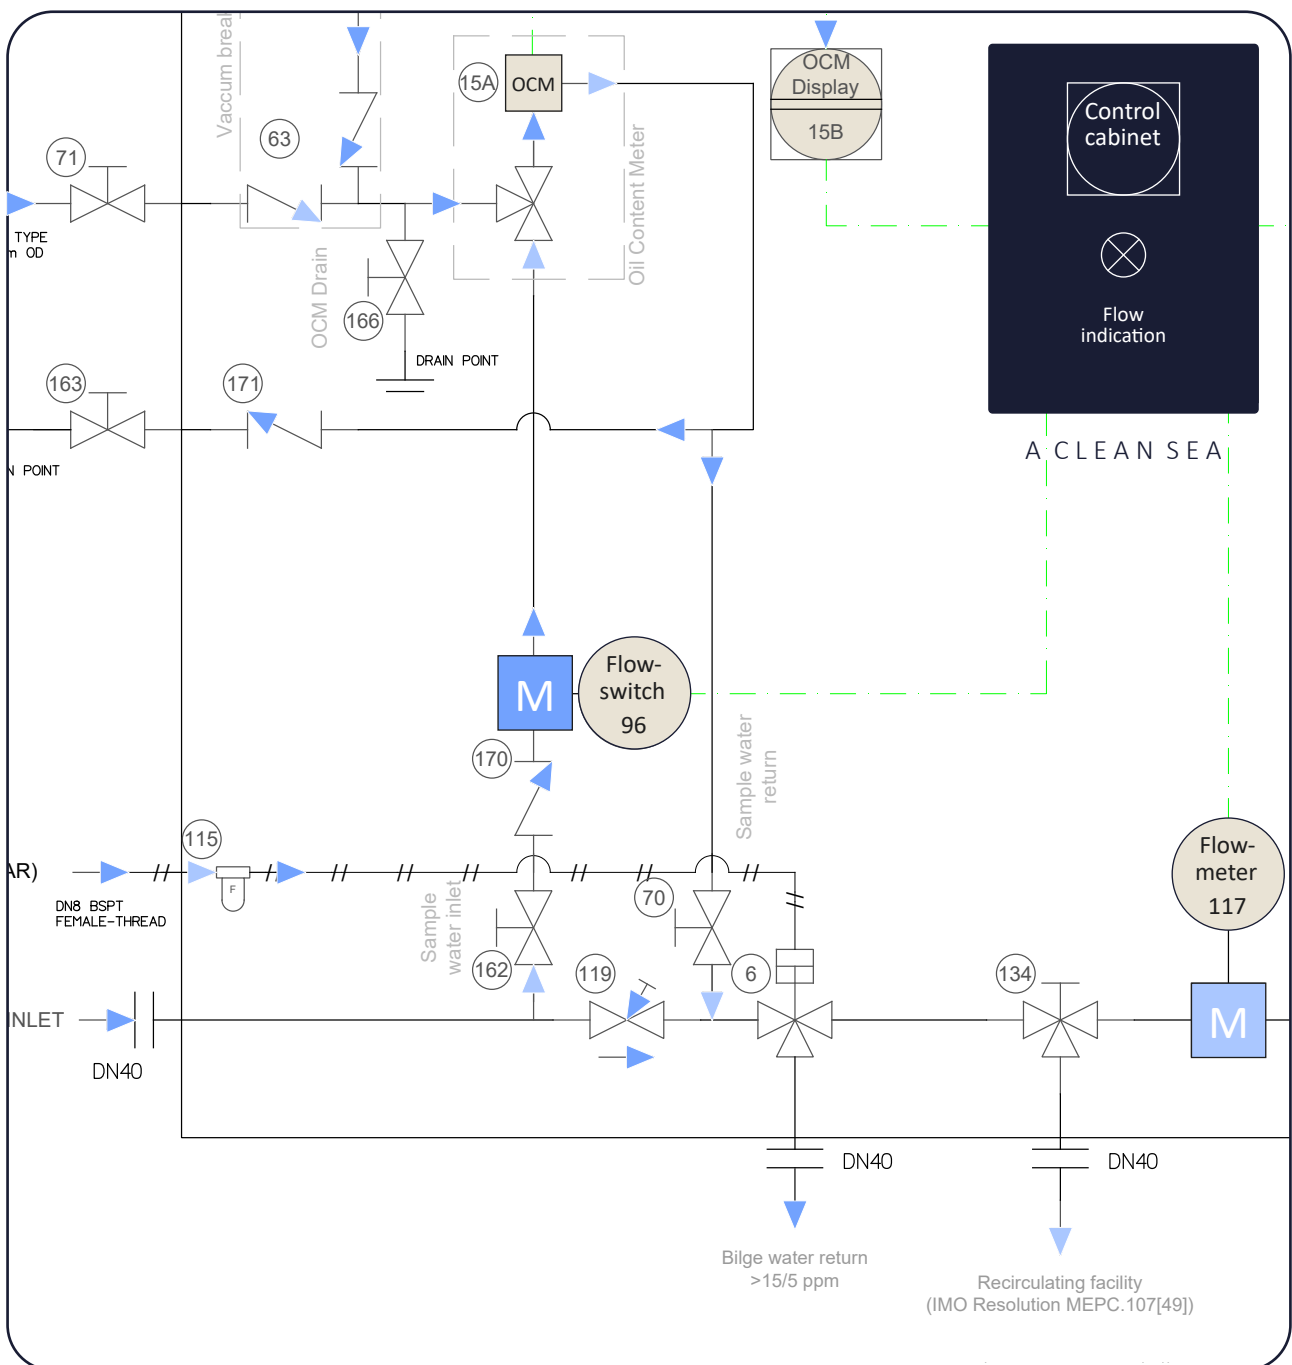 Vaccum brea
15A
OCM
OCM
Display
15B
Control
cabinet
63
71
TYPE
OD
Oil Content Meter
Flow
indication
OCM Drain
166
DRAIN POINT
163
171
A CLEAN SEA
POINT
Flow-
switch
96
M
170
Sample water
return
115
Flow-
meter
117
AR)
F
DN8 BSPT
FEMALE-THREAD
Sample
water inlet
70
162
119
6
134
INLET
M
DN40
DN40
DN40
Bilge water return
>15/5 ppm
Recirculating facility
(IMO Resolution MEPC.107[49])